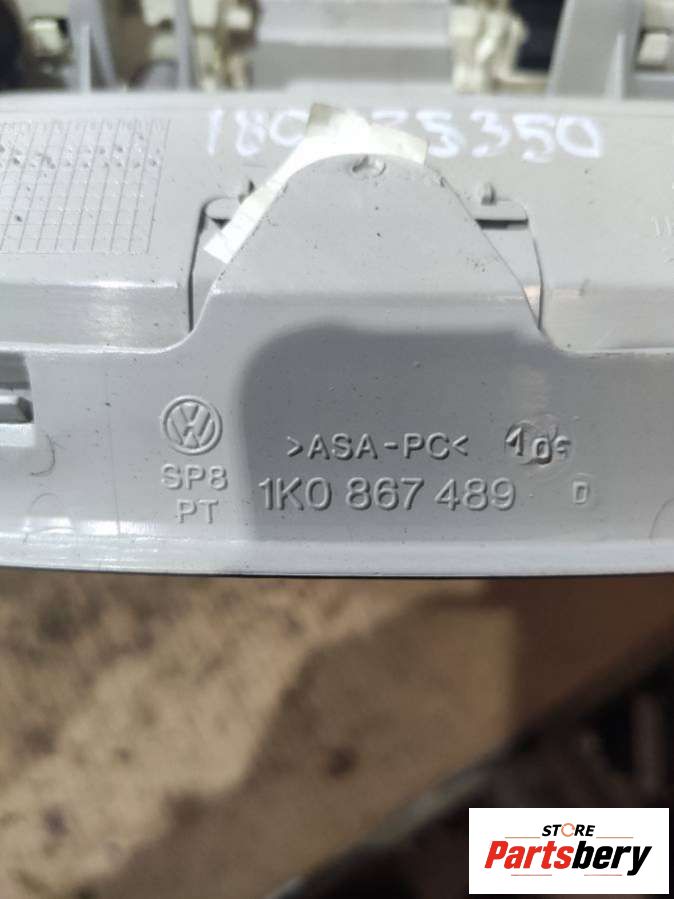 >ASA-PC<
SP8
PT
1K0 867 489 D
STORE
Partsbery